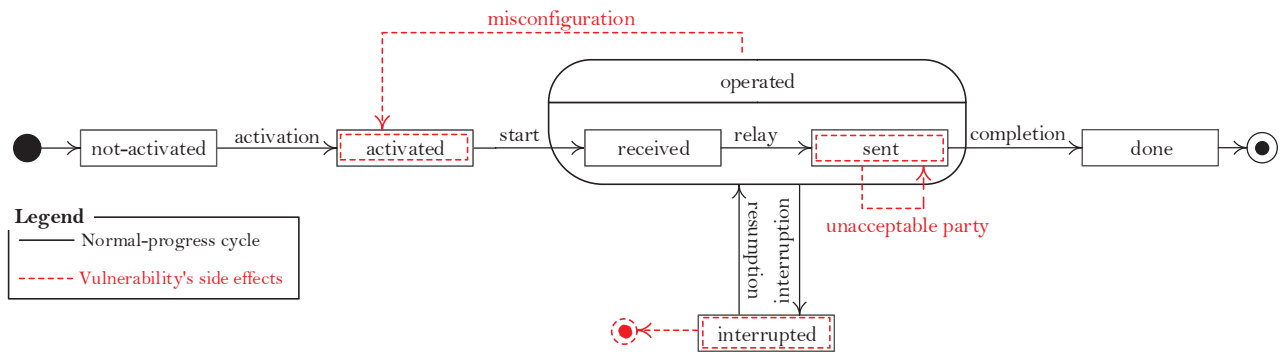 misconfiguration
operated
not-activated
activation
activated
start
received
relay
sent
completion
done
unacceptable party
resumption
interruption
interrupted
Legend
Normal-progress cycle
Vulnerability's side effects